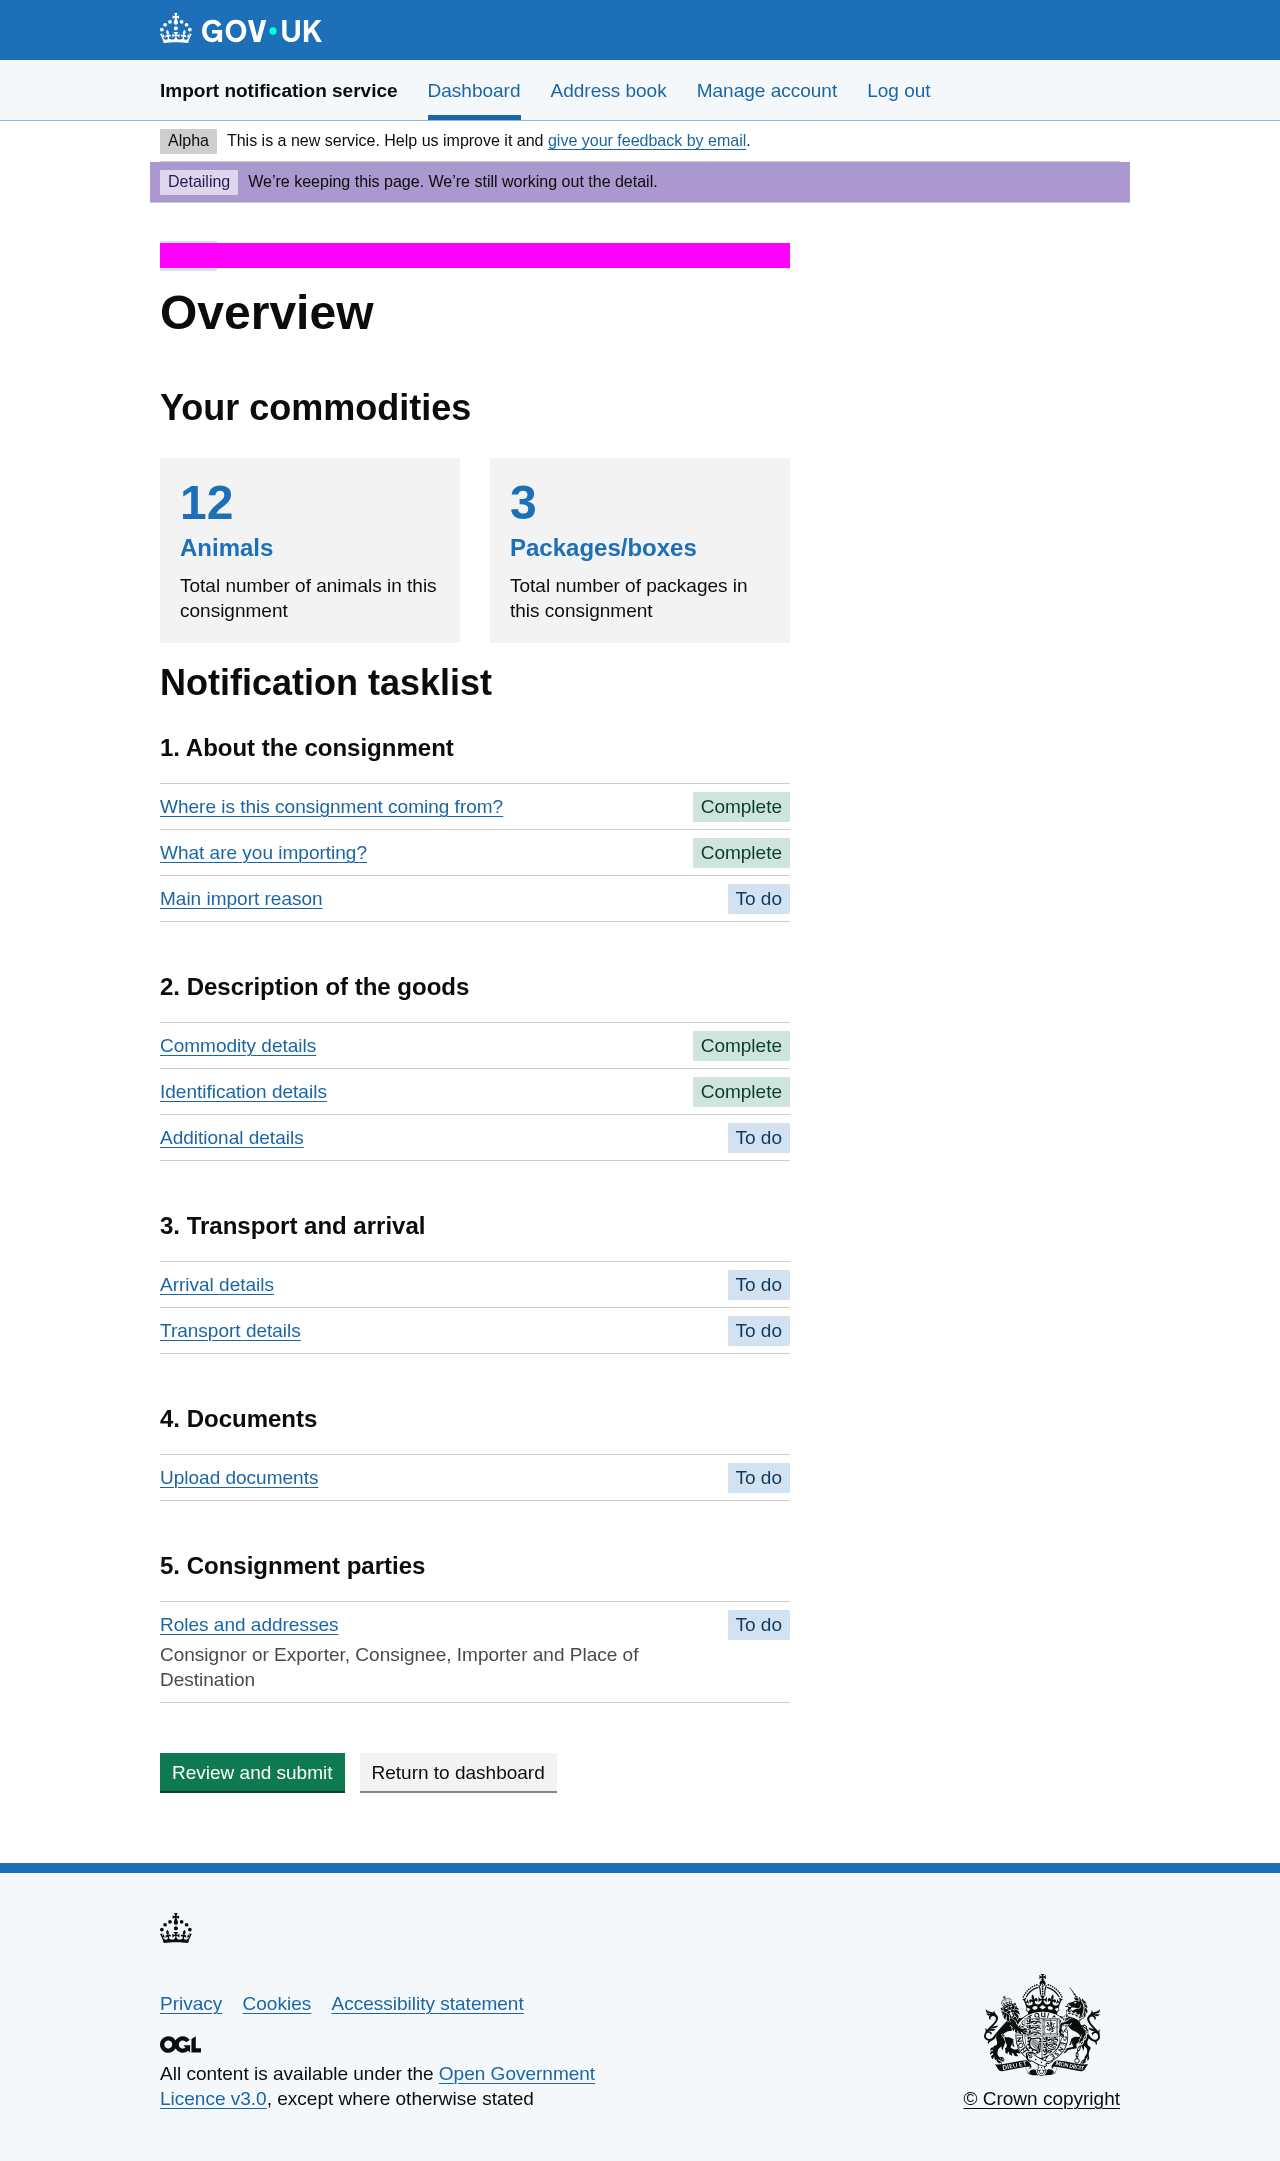 GOV·UK
Import notification service Dashboard Address book Manage account Log out
Alpha This is a new service. Help us improve it and give your feedback by email.
Detailing We’re keeping this page. We’re still working out the detail.
Overview
Your commodities
12
Animals
Total number of animals in this
consignment
3
Packages/boxes
Total number of packages in
this consignment
Notification tasklist
1. About the consignment
Where is this consignment coming from? Complete
What are you importing? Complete
Main import reason To do
2. Description of the goods
Commodity details Complete
Identification details Complete
Additional details To do
3. Transport and arrival
Arrival details To do
Transport details To do
4. Documents
Upload documents To do
5. Consignment parties
Roles and addresses To do
Consignor or Exporter, Consignee, Importer and Place of
Destination
Review and submit Return to dashboard
Privacy Cookies Accessibility statement
OGL
All content is available under the Open Government
Licence v3.0, except where otherwise stated
DIEU ET MON DROIT
© Crown copyright